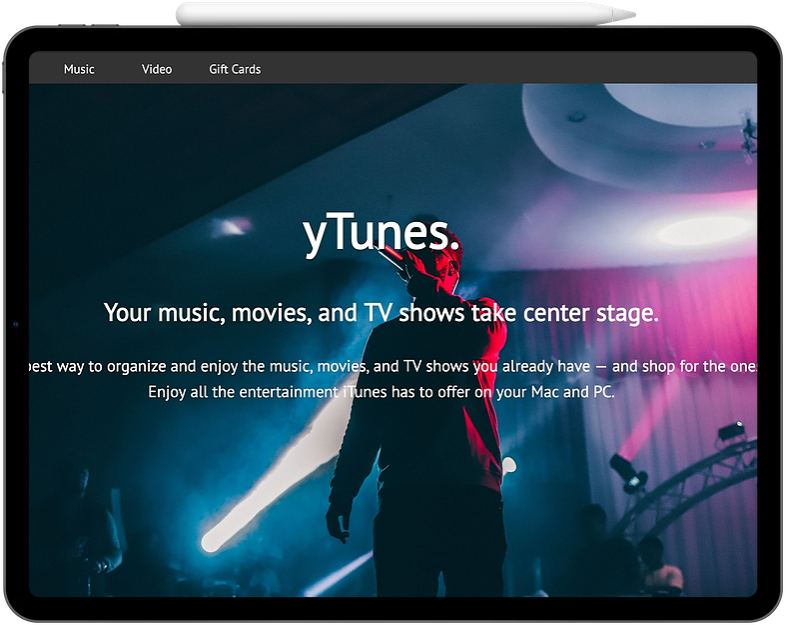 Music Video Gift Cards
yTunes.
Your music, movies, and TV shows take center stage.
best way to organize and enjoy the music, movies, and TV shows you already have — and shop for the
Enjoy all the entertainment iTunes has to offer on your Mac and PC.